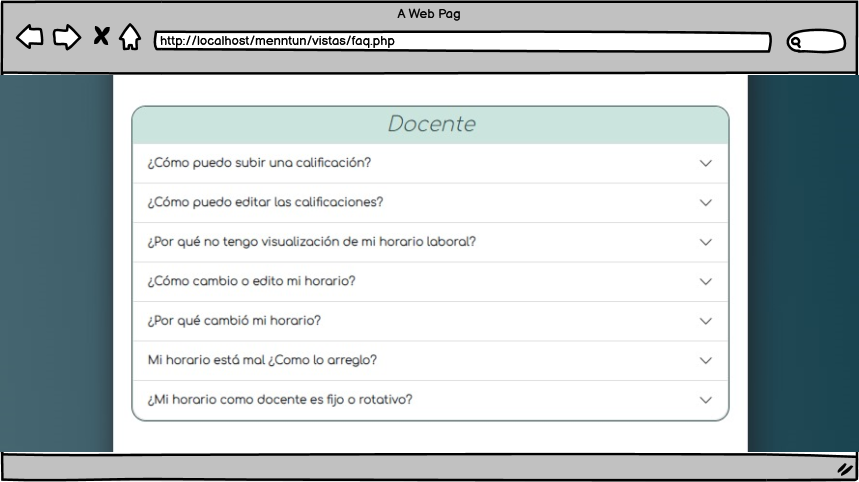 A Web Pag
http://localhost/menntun/vistas/faq.php
Docente
¿Cómo puedo subir una calificación?
¿Cómo puedo editar las calificaciones?
¿Por qué no tengo visualización de mi horario laboral?
¿Cómo cambio o edito mi horario?
¿Por qué cambió mi horario?
Mi horario está mal ¿Como lo arreglo?
¿Mi horario como docente es fijo o rotativo?